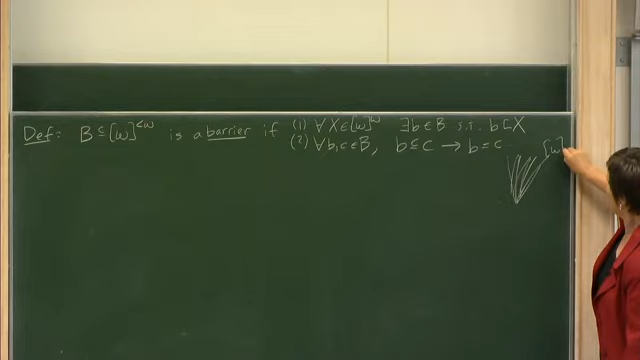 Def: B ⊆ [ω]^{<ω} is a barrier if (1) ∀ X ∈ [ω]^ω ∃ b ∈ B s.t. b ⊏ X
(2) ∀ b, c ∈ B, b ⊆ c → b = c
[ω]